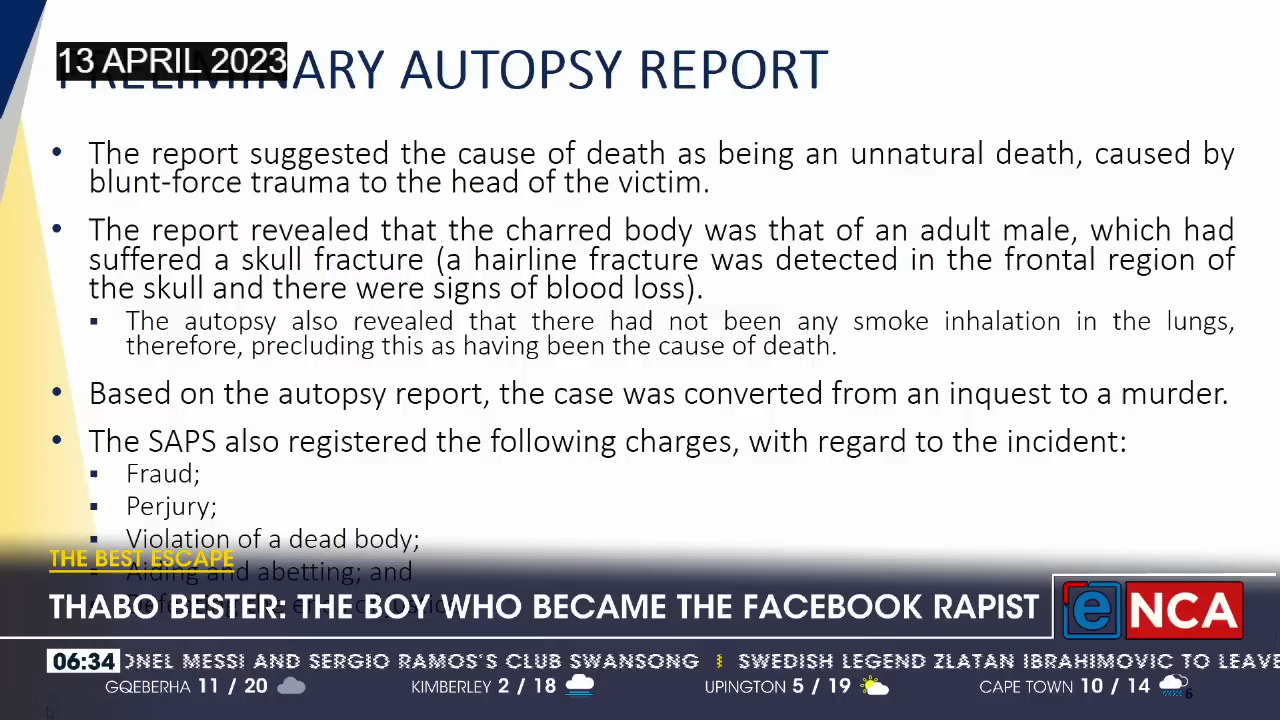 13 APRIL 2023
PRELIMINARY AUTOPSY REPORT
• The report suggested the cause of death as being an unnatural death, caused by
blunt-force trauma to the head of the victim.
• The report revealed that the charred body was that of an adult male, which had
suffered a skull fracture (a hairline fracture was detected in the frontal region of
the skull and there were signs of blood loss).
▪ The autopsy also revealed that there had not been any smoke inhalation in the lungs,
therefore, precluding this as having been the cause of death.
• Based on the autopsy report, the case was converted from an inquest to a murder.
• The SAPS also registered the following charges, with regard to the incident:
▪ Fraud;
▪ Perjury;
▪ Violation of a dead body;
▪ Aiding and abetting; and
THE BEST ESCAPE
THABO BESTER: THE BOY WHO BECAME THE FACEBOOK RAPIST
eNCA
06:34 ONEL MESSI AND SERGIO RAMOS'S CLUB SWANSONG SWEDISH LEGEND ZLATAN IBRAHIMOVIC TO LEAVE
GQEBERHA 11 / 20 KIMBERLEY 2 / 18 UPINGTON 5 / 19 CAPE TOWN 10 / 14
6